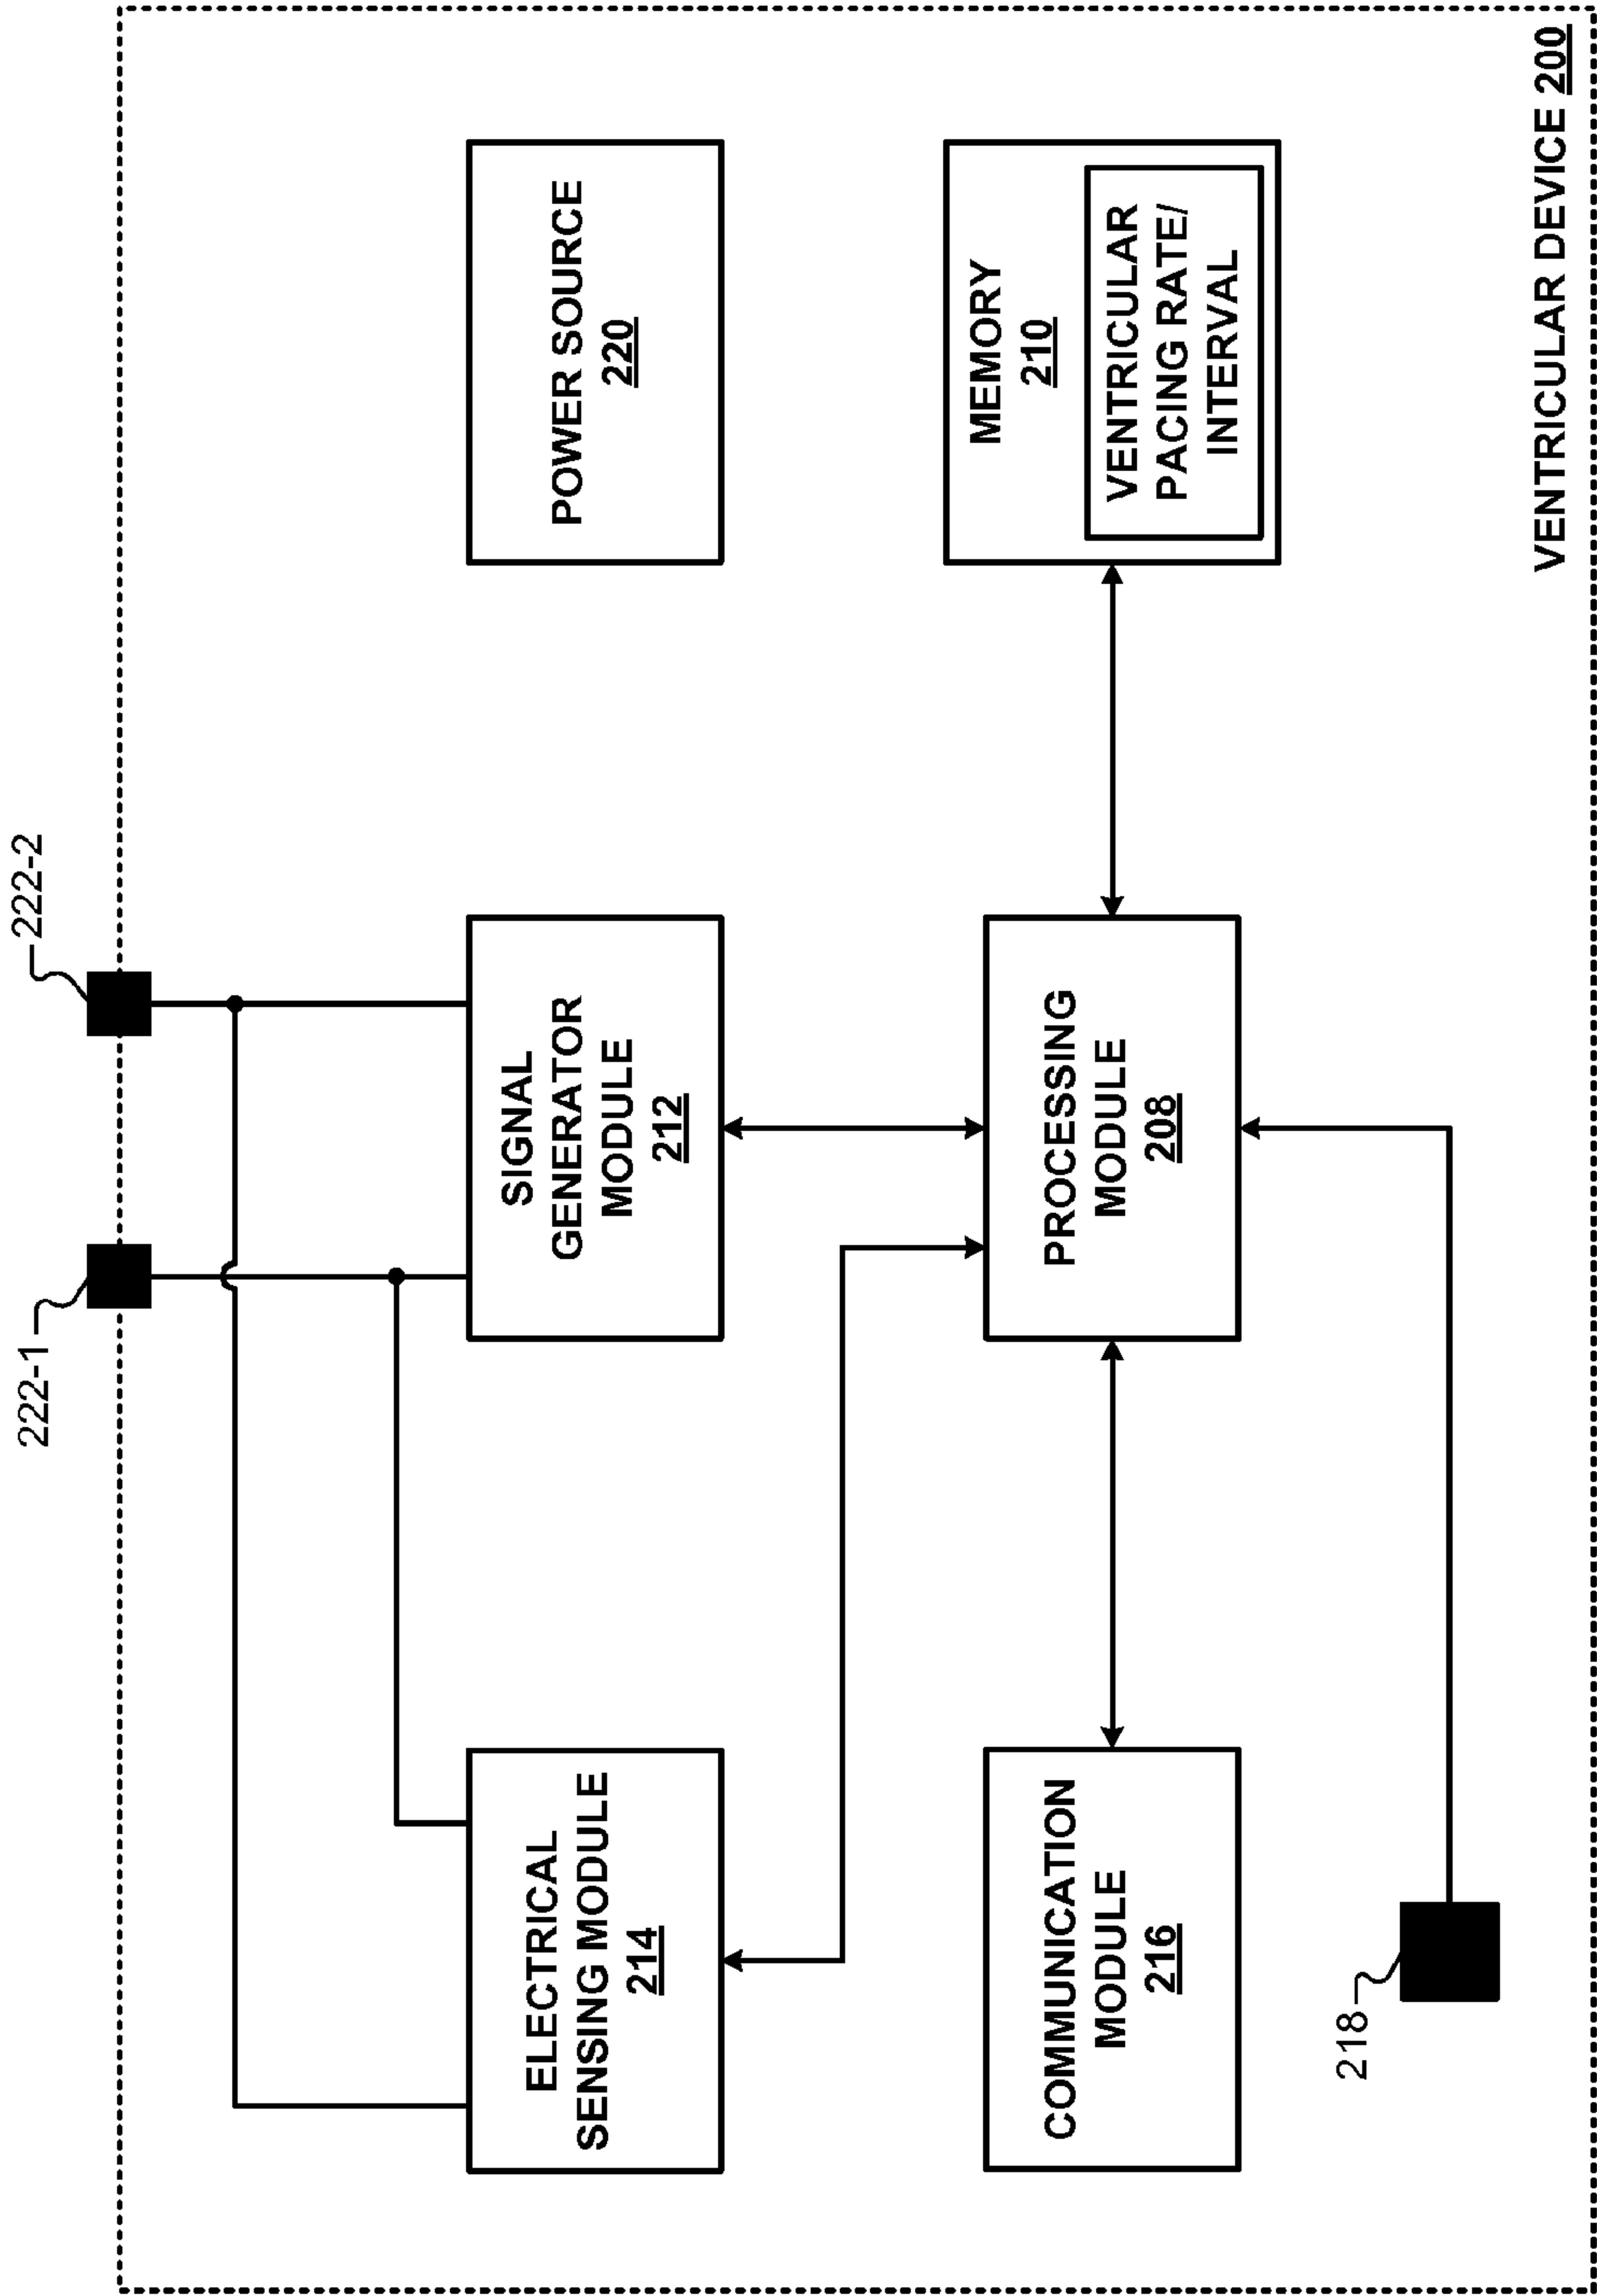 222-1
222-2
ELECTRICAL
SENSING MODULE
214
SIGNAL
GENERATOR
MODULE
212
POWER SOURCE
220
COMMUNICATION
MODULE
216
PROCESSING
MODULE
208
MEMORY
210
VENTRICULAR
PACING RATE/
INTERVAL
218
VENTRICULAR DEVICE 200